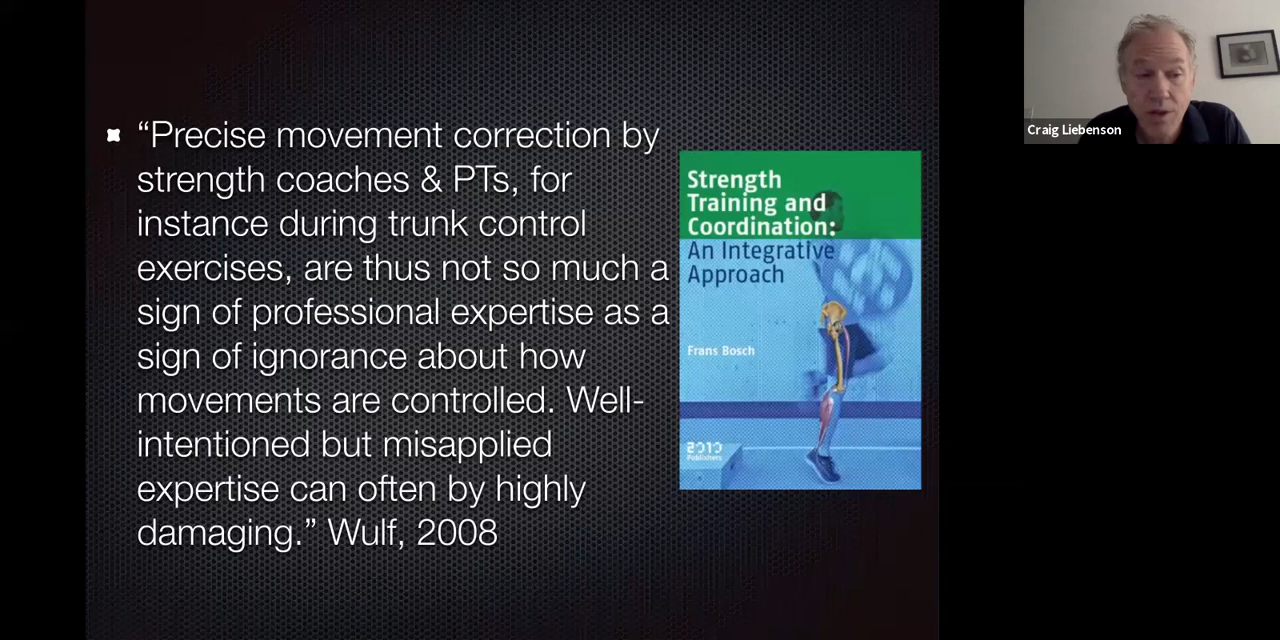 “Precise movement correction by
strength coaches & PTs, for
instance during trunk control
exercises, are thus not so much a
sign of professional expertise as a
sign of ignorance about how
movements are controlled. Well-
intentioned but misapplied
expertise can often by highly
damaging.” Wulf, 2008
Strength
Training and
Coordination:
An Integrative
Approach
Frans Bosch
2010
Publishers
Craig Liebenson